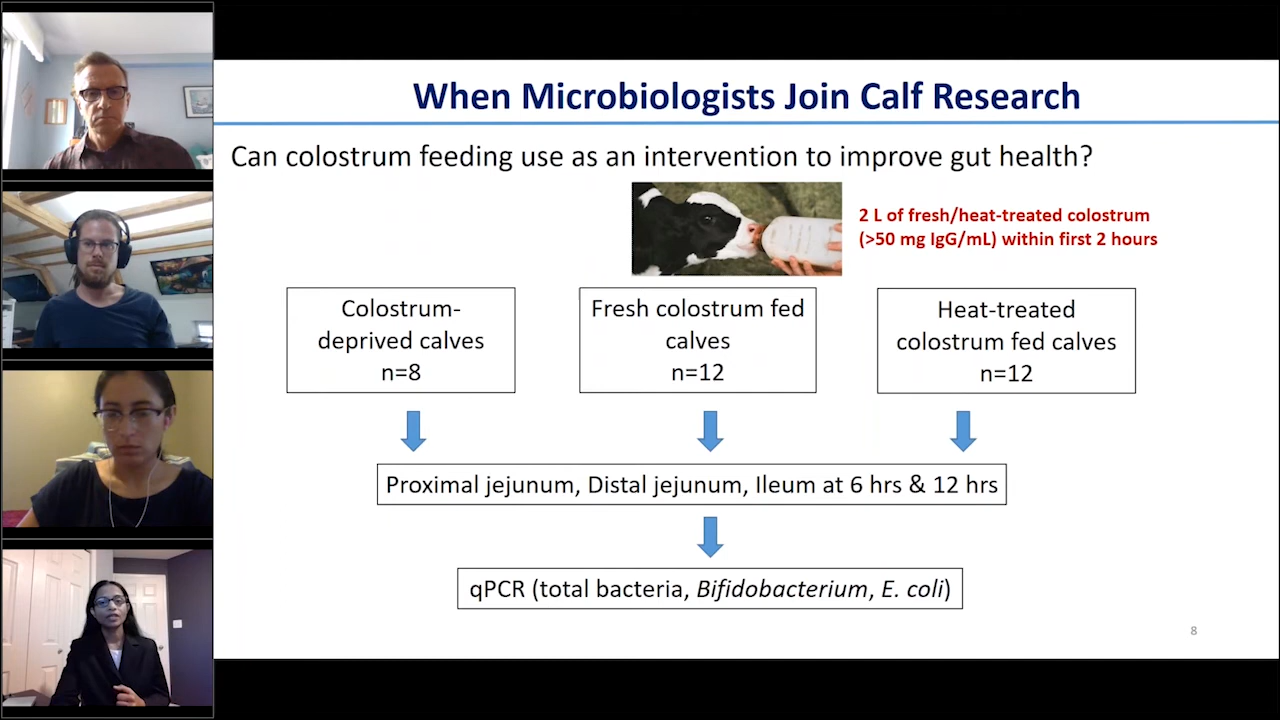 When Microbiologists Join Calf Research
Can colostrum feeding use as an intervention to improve gut health?
2 L of fresh/heat-treated colostrum
(>50 mg IgG/mL) within first 2 hours
Colostrum-
deprived calves
n=8
Fresh colostrum fed
calves
n=12
Heat-treated
colostrum fed calves
n=12
Proximal jejunum, Distal jejunum, Ileum at 6 hrs & 12 hrs
qPCR (total bacteria, Bifidobacterium, E. coli)
8